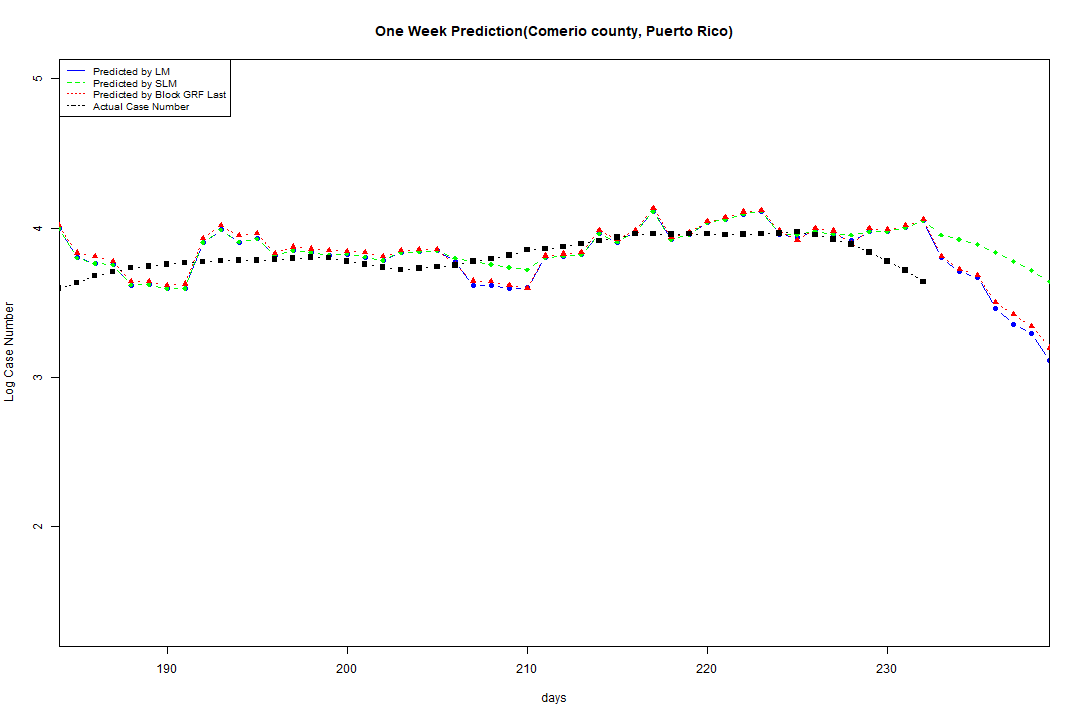 One Week Prediction(Comerio county, Puerto Rico)
Predicted by LM
Predicted by SLM
Predicted by Block GRF Last
Actual Case Number
5
4
3
2
Log Case Number
190 200 210 220 230
days